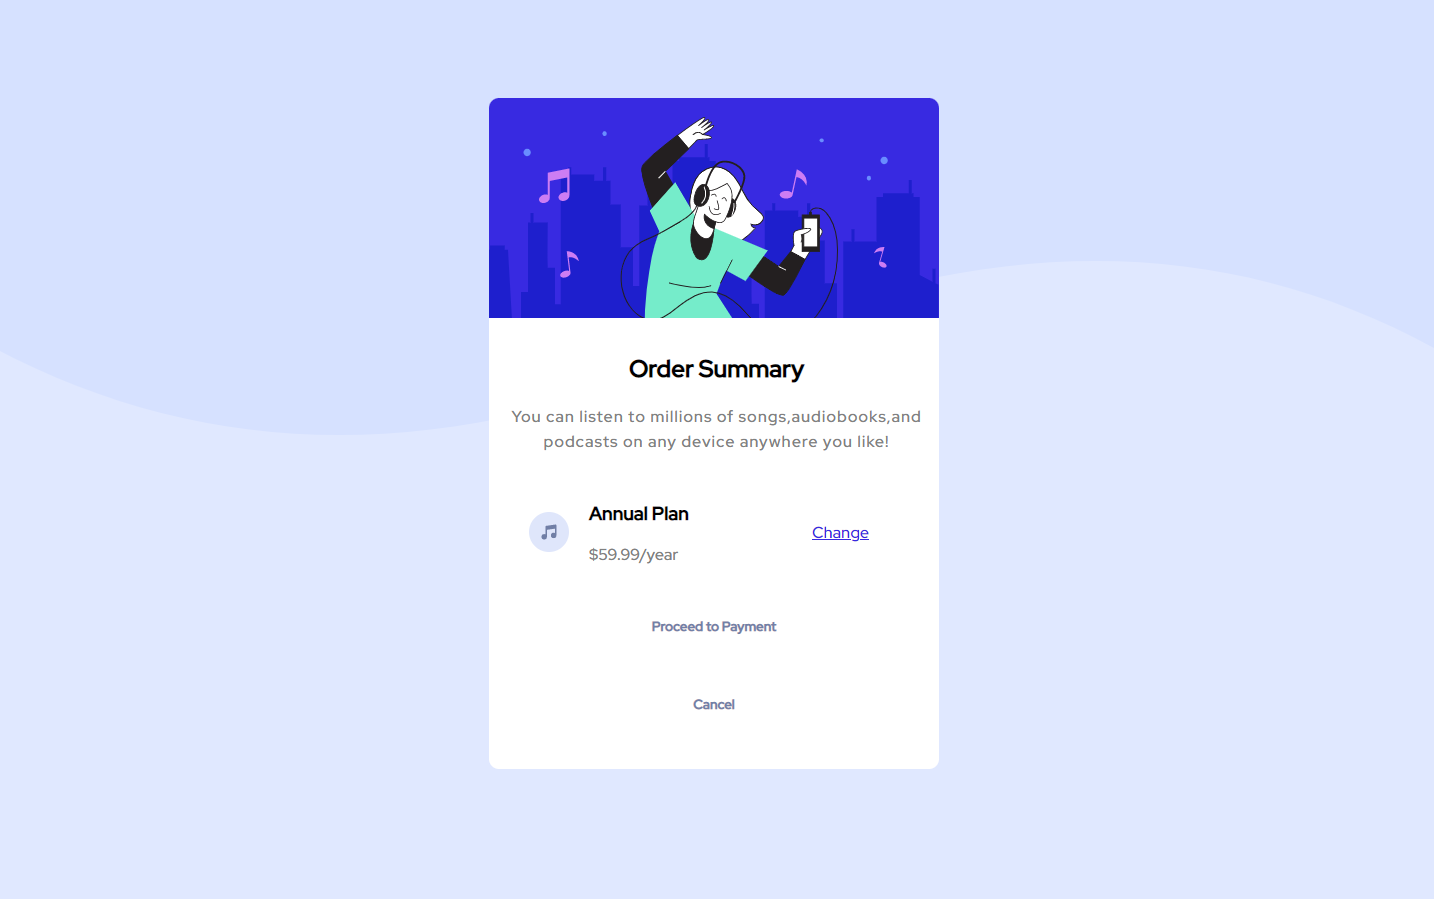 Order Summary
You can listen to millions of songs,audiobooks,and
podcasts on any device anywhere you like!
Annual Plan
$59.99/year
Change
Proceed to Payment
Cancel